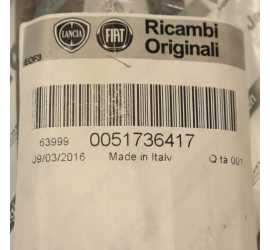 LANCIA FIAT Ricambi
Originali
63999 0051736417
09/03/2016 Made in Italy Q.tà 001